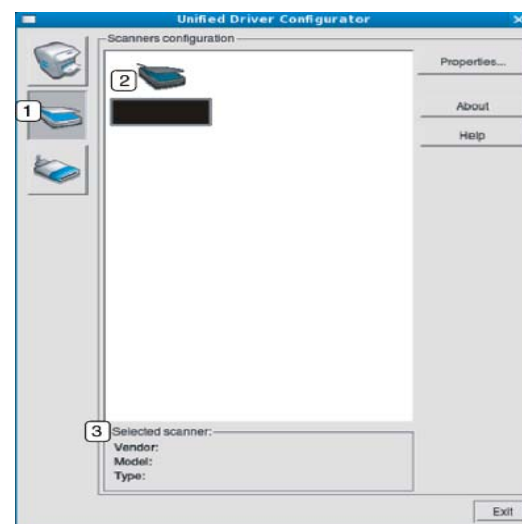 Unified Driver Configurator
Scanners configuration
Properties...
2
1
About
Help
3 Selected scanner:
Vendor:
Model:
Type:
Exit